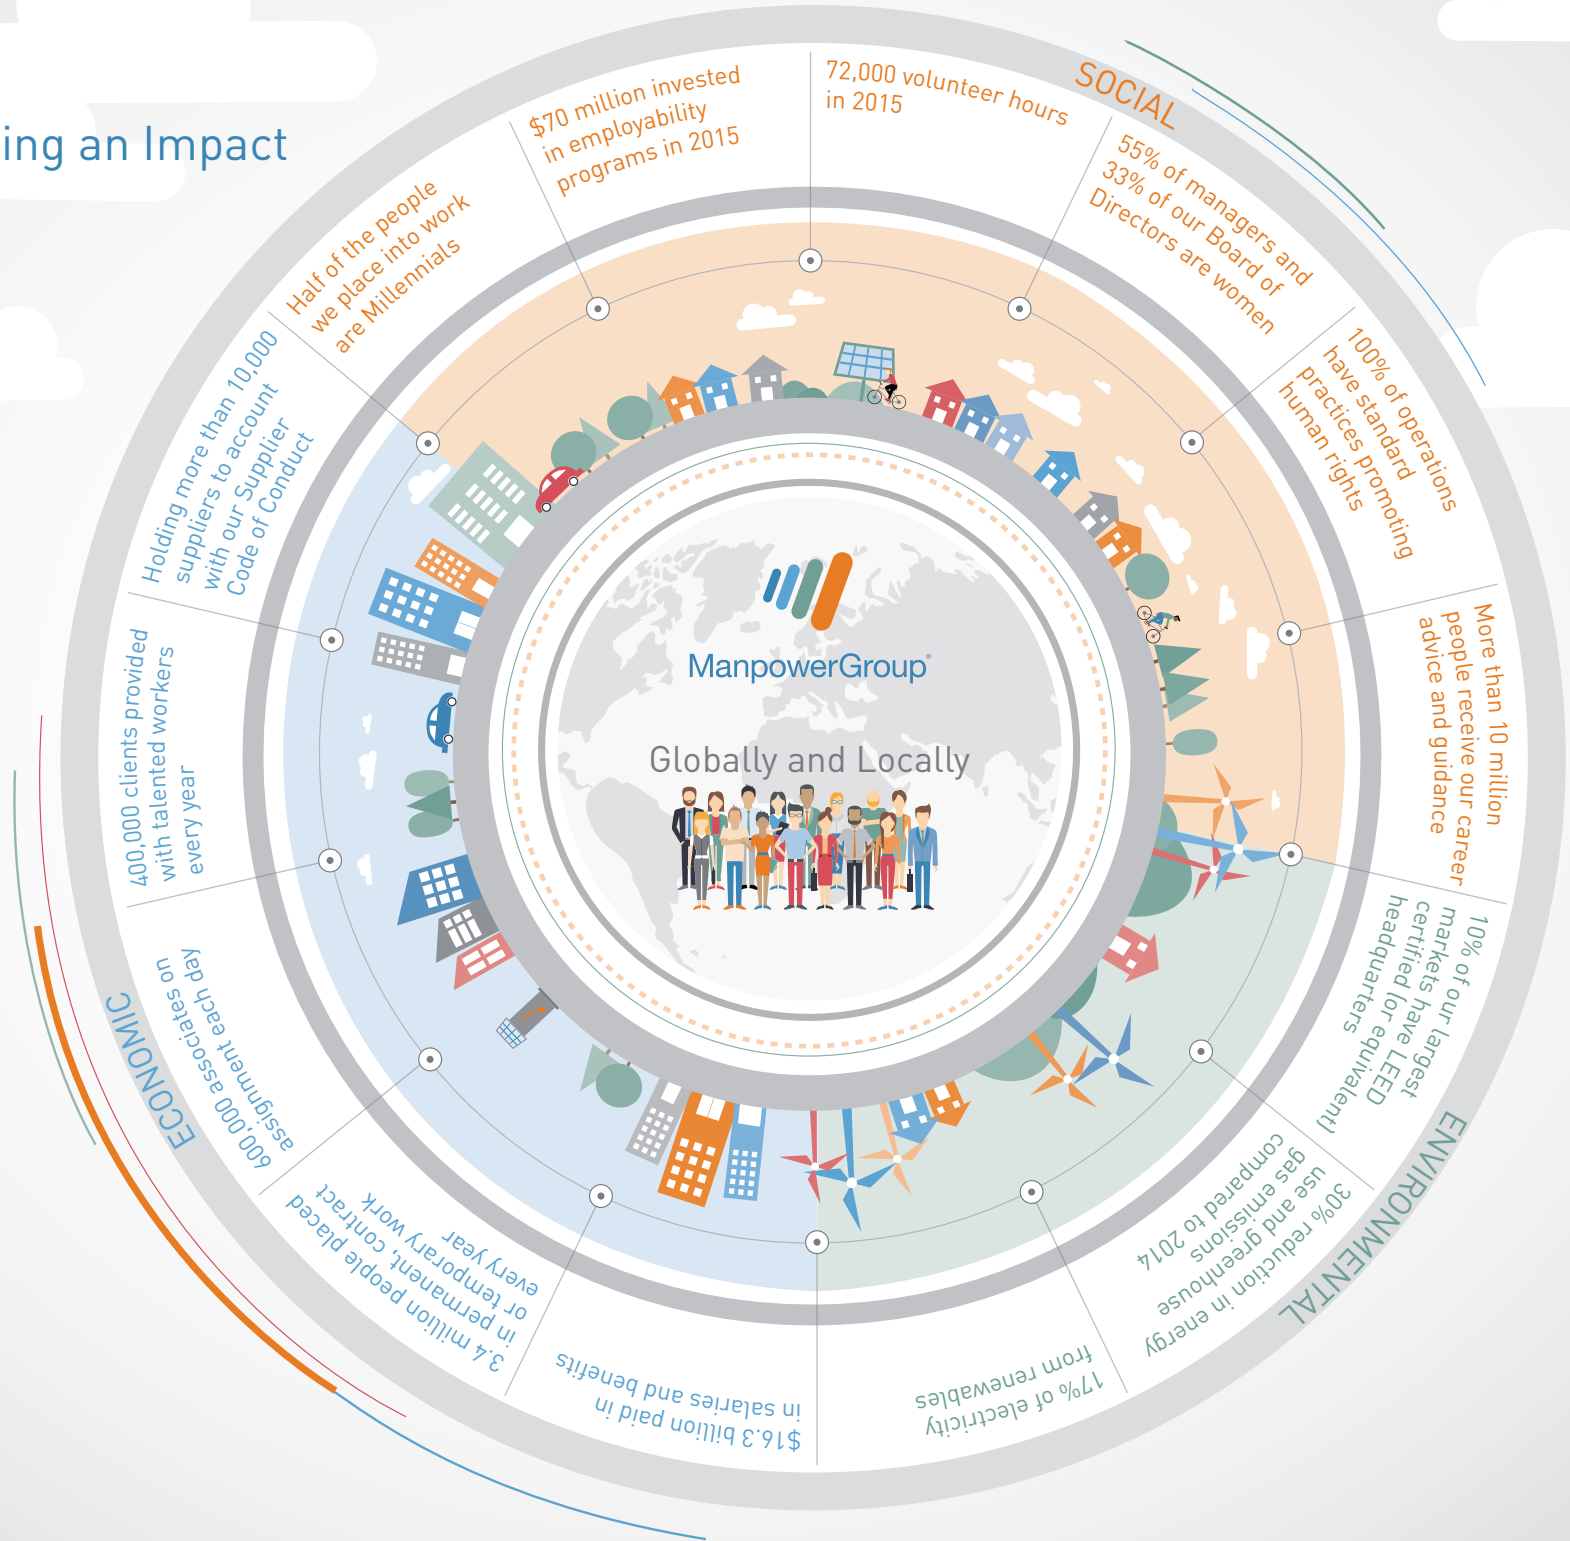 ing an Impact
SOCIAL
72,000 volunteer hours
in 2015
55% of managers and
33% of our Board of
Directors are women
100% of operations
have standard
practices promoting
human rights
More than 10 million
people receive our career
advice and guidance
ENVIRONMENTAL
10% of our largest
markets have LEED
certified (or equivalent)
headquarters
30% reduction in energy
use and greenhouse
gas emissions
compared to 2014
17% of electricity
from renewables
ECONOMIC
$16.3 billion paid in
in salaries and benefits
3.4 million people placed
in permanent, contract
or temporary work
every year
600,000 associates on
assignment each day
400,000 clients provided
with talented workers
every year
Holding more than 10,000
suppliers to account
with our Supplier
Code of Conduct
Half of the people
we place into work
are Millennials
$70 million invested
in employability
programs in 2015
ManpowerGroup®
Globally and Locally